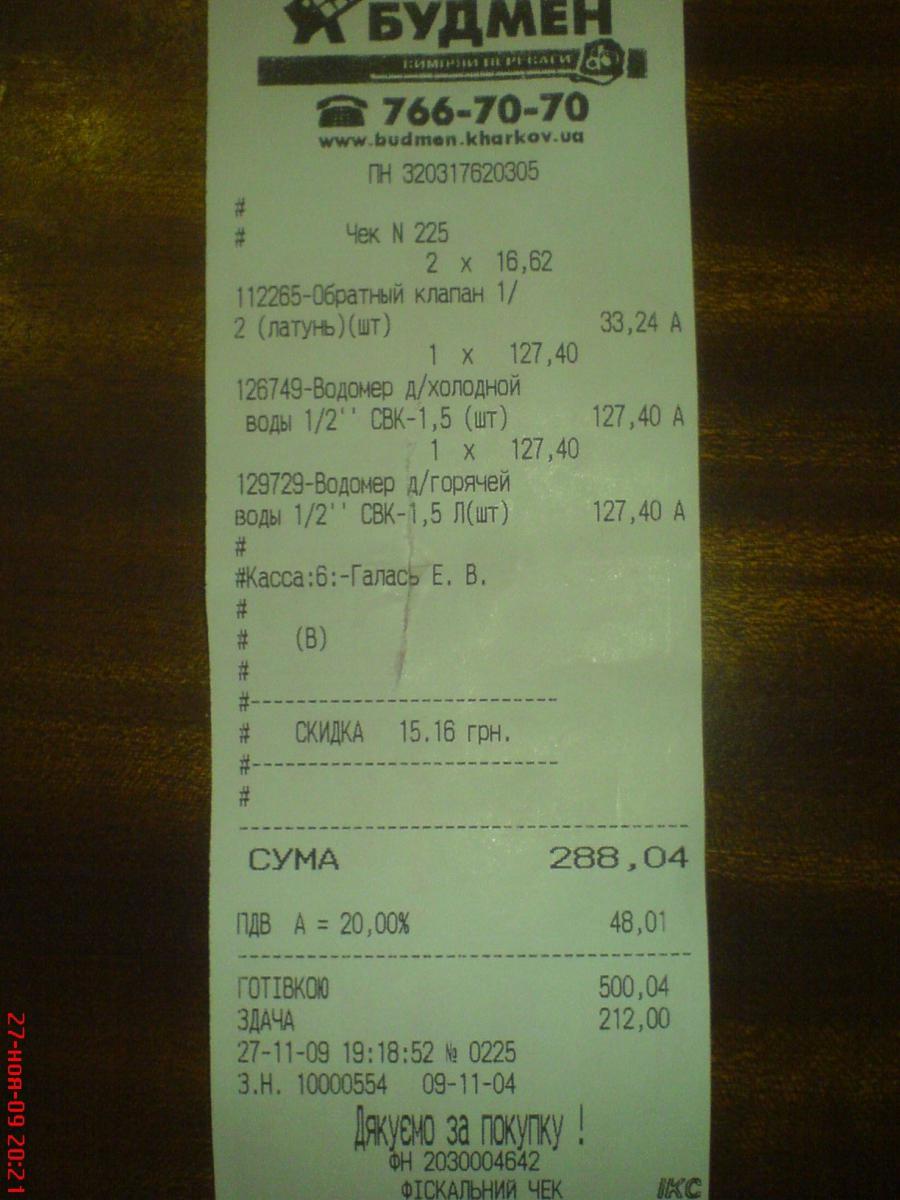 БУДМЕН
ВИМІРЯЙ ПЕРЕВАГИ
766-70-70
www.budmen.kharkov.ua
ПН 320317620305
#
# Чек N 225
2 x 16,62
112265-Обратный клапан 1/
2 (латунь)(шт) 33,24 А
1 x 127,40
126749-Водомер д/холодной
воды 1/2'' СВК-1,5 (шт) 127,40 А
1 x 127,40
129729-Водомер д/горячей
воды 1/2'' СВК-1,5 Л(шт) 127,40 А
#
#Касса:6:-Галась Е. В.
#
# (В)
#
#------------------------------
# СКИДКА 15.16 грн.
#------------------------------
#
СУМА 288,04
ПДВ А = 20,00% 48,01
ГОТІВКОЮ 500,04
ЗДАЧА 212,00
27-11-09 19:18:52 № 0225
З.Н. 10000554 09-11-04
Дякуємо за покупку !
ФН 2030004642
ФІСКАЛЬНИЙ ЧЕК ІКС
27-ноя-09 20:21